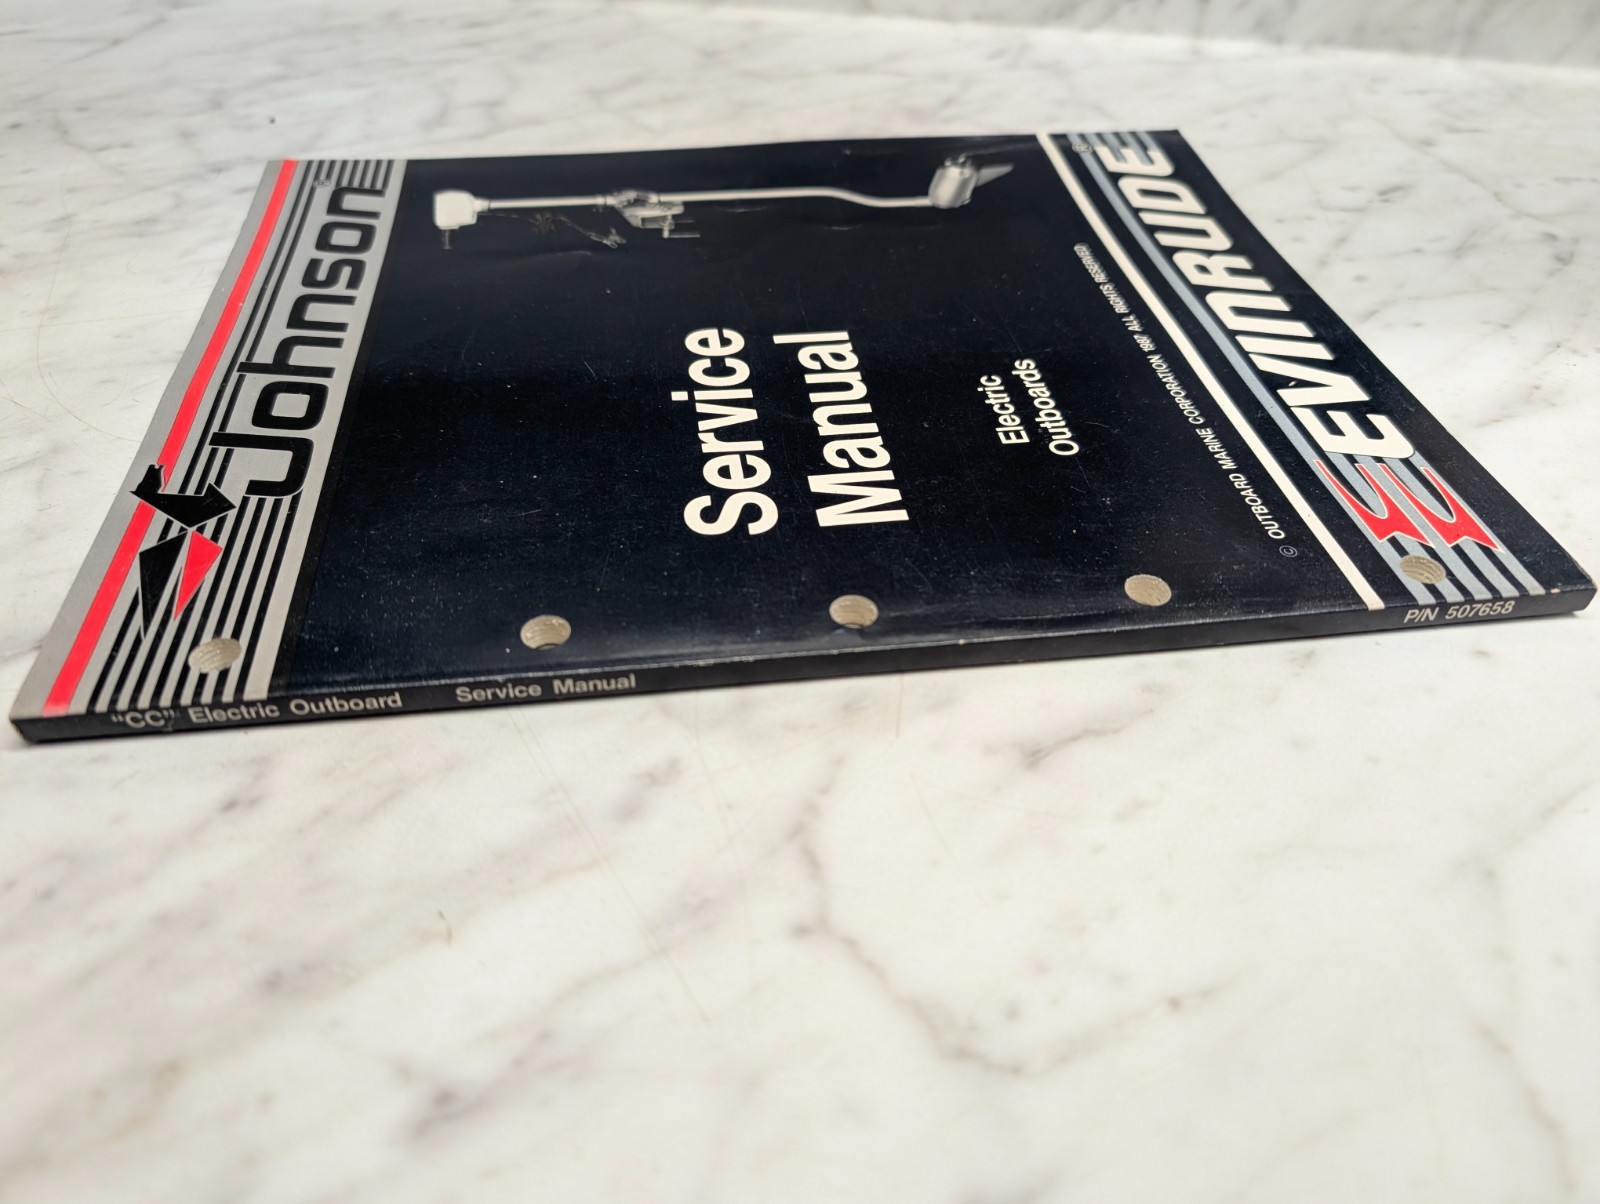 Johnson®
Service
Manual
Electric
Outboards
© OUTBOARD MARINE CORPORATION 1987 ALL RIGHTS RESERVED
EVINRUDE®
"CC" Electric Outboard Service Manual P/N 507658